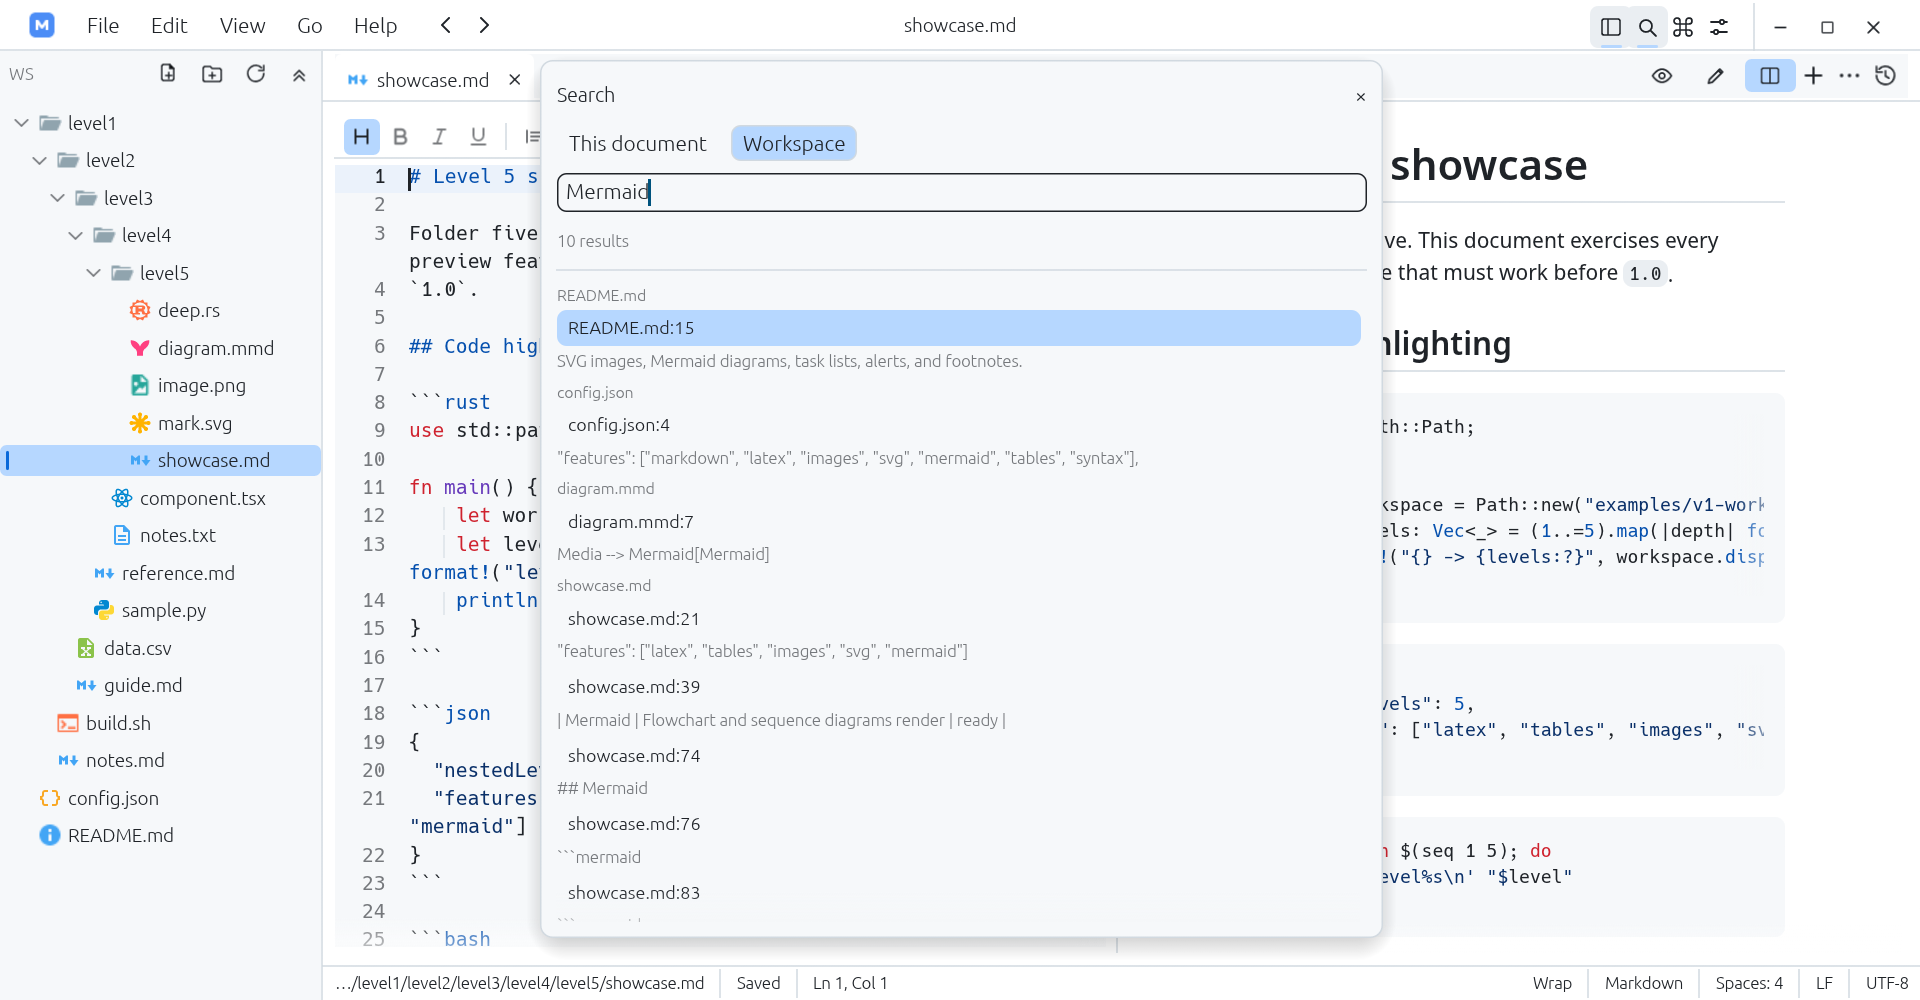 File Edit View Go Help
showcase.md
WS
level1
level2
level3
level4
level5
deep.rs
diagram.mmd
image.png
mark.svg
showcase.md
component.tsx
notes.txt
reference.md
sample.py
data.csv
guide.md
build.sh
notes.md
config.json
README.md
showcase.md
H B I U
1 # Level 5 s
2
3 Folder five
preview fea
4 `1.0`.
5
6 ## Code hig
7
8 ```rust
9 use std::pa
10
11 fn main() {
12 let wor
13 let leve
format!("le
14 println
15 }
16 ```
17
18 ```json
19 {
20 "nestedLe
21 "features
"mermaid"]
22 }
23 ```
24
25 ```bash
Search
This document Workspace
Mermaid
10 results
README.md
README.md:15
SVG images, Mermaid diagrams, task lists, alerts, and footnotes.
config.json
config.json:4
"features": ["markdown", "latex", "images", "svg", "mermaid", "tables", "syntax"],
diagram.mmd
diagram.mmd:7
Media --> Mermaid[Mermaid]
showcase.md
showcase.md:21
"features": ["latex", "tables", "images", "svg", "mermaid"]
showcase.md:39
| Mermaid | Flowchart and sequence diagrams render | ready |
showcase.md:74
## Mermaid
showcase.md:76
```mermaid
showcase.md:83
showcase
ve. This document exercises every
e that must work before 1.0.
hlighting
th::Path;
kspace = Path::new("examples/v1-work
els: Vec<_> = (1..=5).map(|depth| fo
!("{} -> {levels:?}", workspace.disp
vels": 5,
": ["latex", "tables", "images", "sv
n $(seq 1 5); do
evel%s\n' "$level"
.../level1/level2/level3/level4/level5/showcase.md Saved Ln 1, Col 1 Wrap Markdown Spaces: 4 LF UTF-8